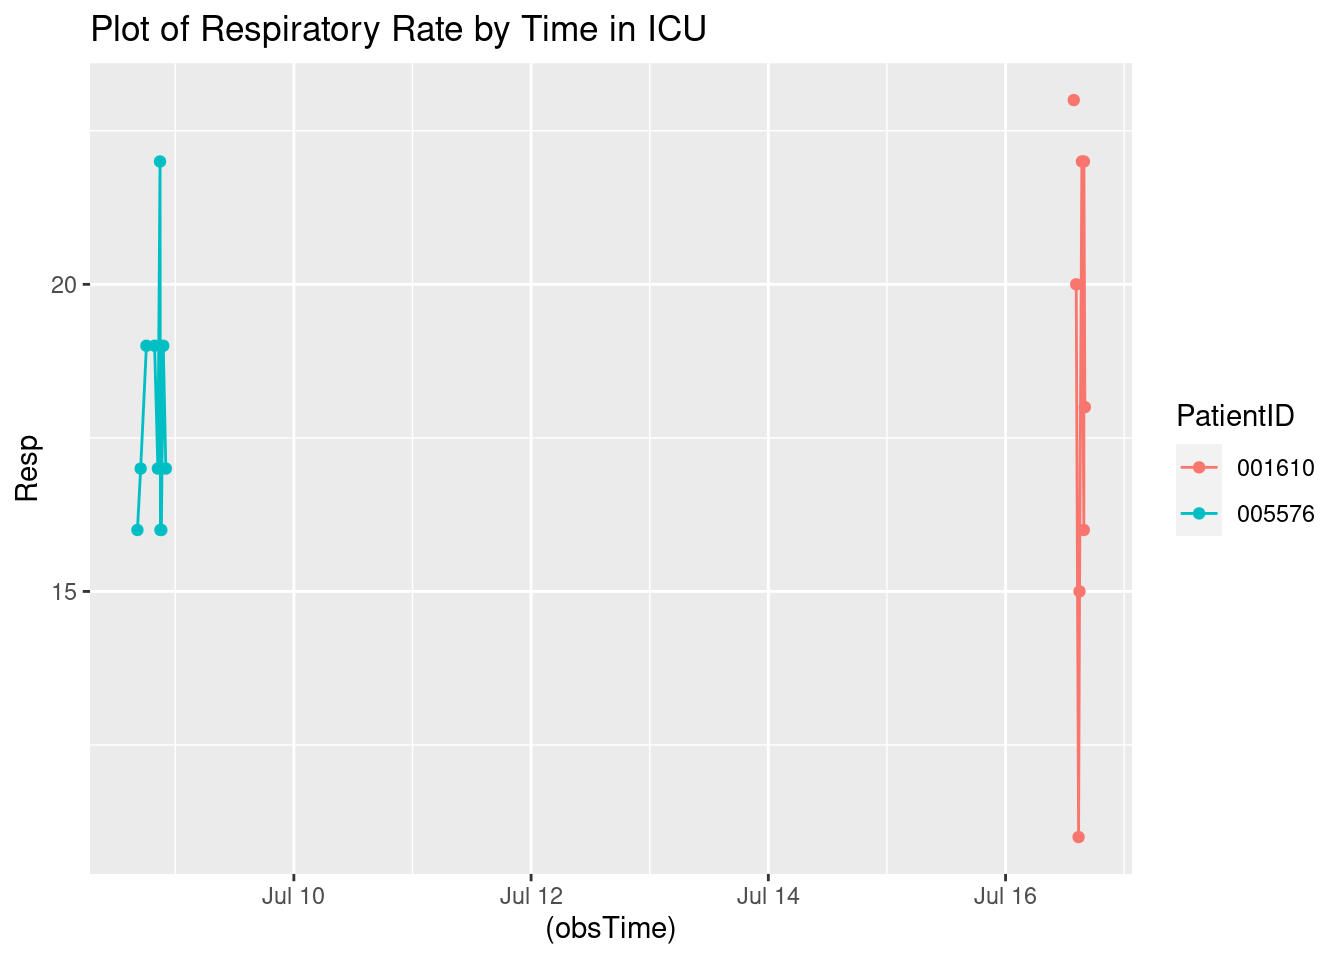 Plot of Respiratory Rate by Time in ICU
20
15
Resp
Jul 10
Jul 12
Jul 14
Jul 16
(obsTime)
PatientID
001610
005576